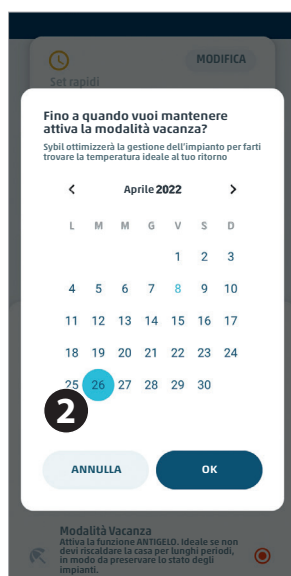 MODIFICA
Set rapidi
Fino a quando vuoi mantenere
attiva la modalità vacanza?
Sybil ottimizzerà la gestione dell'impianto per farti
trovare la temperatura ideale al tuo ritorno
< Aprile 2022 >
L M M G V S D
1 2 3
4 5 6 7 8 9 10
11 12 13 14 15 16 17
18 19 20 21 22 23 24
25 26 27 28 29 30
2
ANNULLA OK
Modalità Vacanza
Attiva la funzione ANTIGELO. Ideale se non
devi riscaldare la casa per lunghi periodi,
in modo da preservare lo stato degli
impianti.